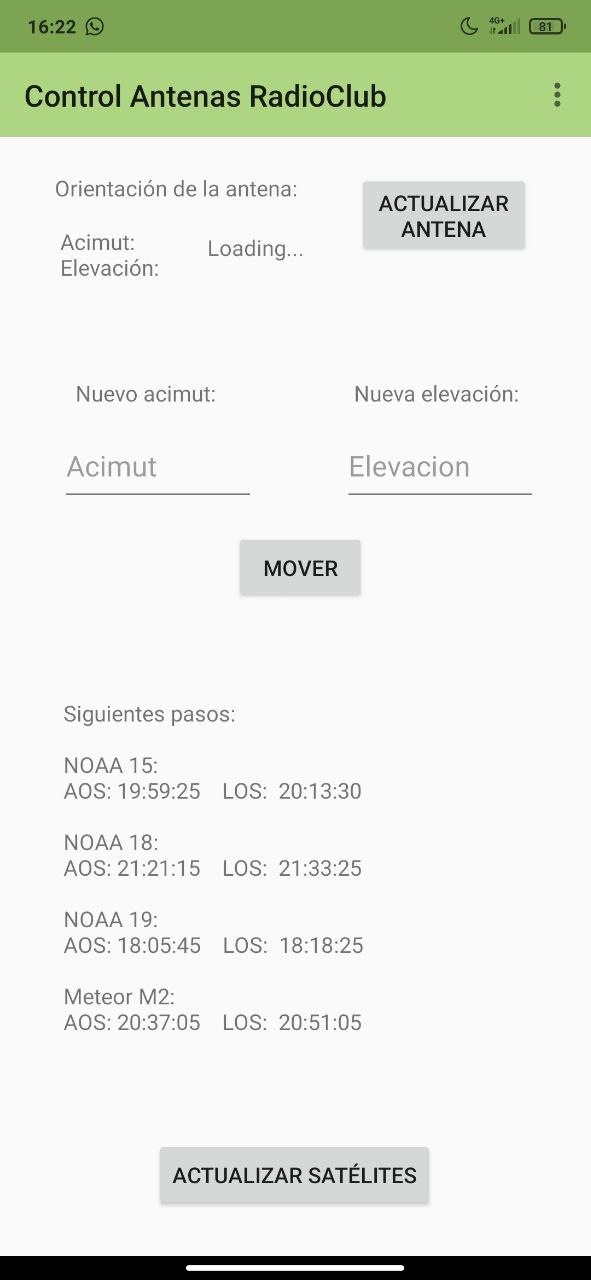 16:22
4G+
81
Control Antenas RadioClub
Orientación de la antena:
ACTUALIZAR
ANTENA
Acimut:
Elevación:
Loading...
Nuevo acimut:
Nueva elevación:
Acimut
Elevacion
MOVER
Siguientes pasos:
NOAA 15:
AOS: 19:59:25 LOS: 20:13:30
NOAA 18:
AOS: 21:21:15 LOS: 21:33:25
NOAA 19:
AOS: 18:05:45 LOS: 18:18:25
Meteor M2:
AOS: 20:37:05 LOS: 20:51:05
ACTUALIZAR SATÉLITES